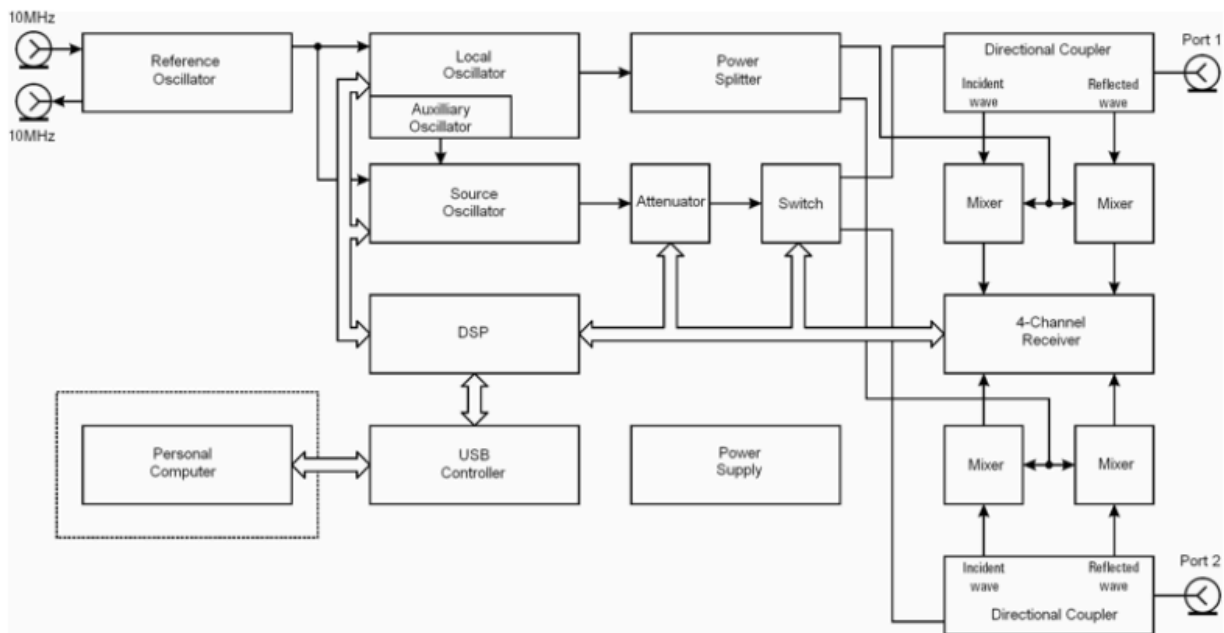 10MHz
10MHz
Reference
Oscillator
Local
Oscillator
Auxilliary
Oscillator
Power
Splitter
Directional Coupler
Incident
wave
Reflected
wave
Port 1
Source
Oscillator
Attenuator
Switch
Mixer
Mixer
DSP
4-Channel
Receiver
Personal
Computer
USB
Controller
Power
Supply
Mixer
Mixer
Incident
wave
Reflected
wave
Directional Coupler
Port 2